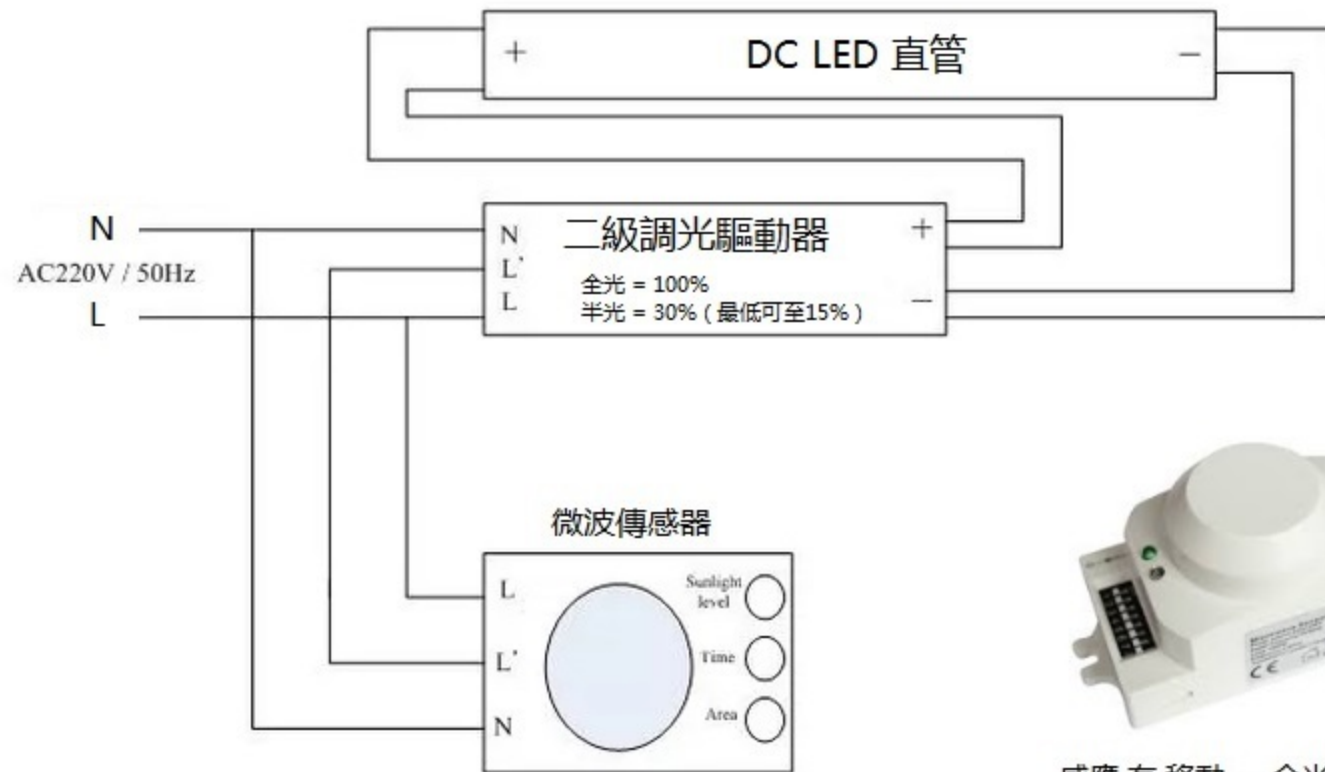 + DC LED 直管 −
N
AC220V / 50Hz
L
N 二級調光驅動器 +
L'
全光 = 100%
L 半光 = 30% ( 最低可至15% ) −
微波傳感器
L
Sunlight
level
L'
Time
N
Area
CE